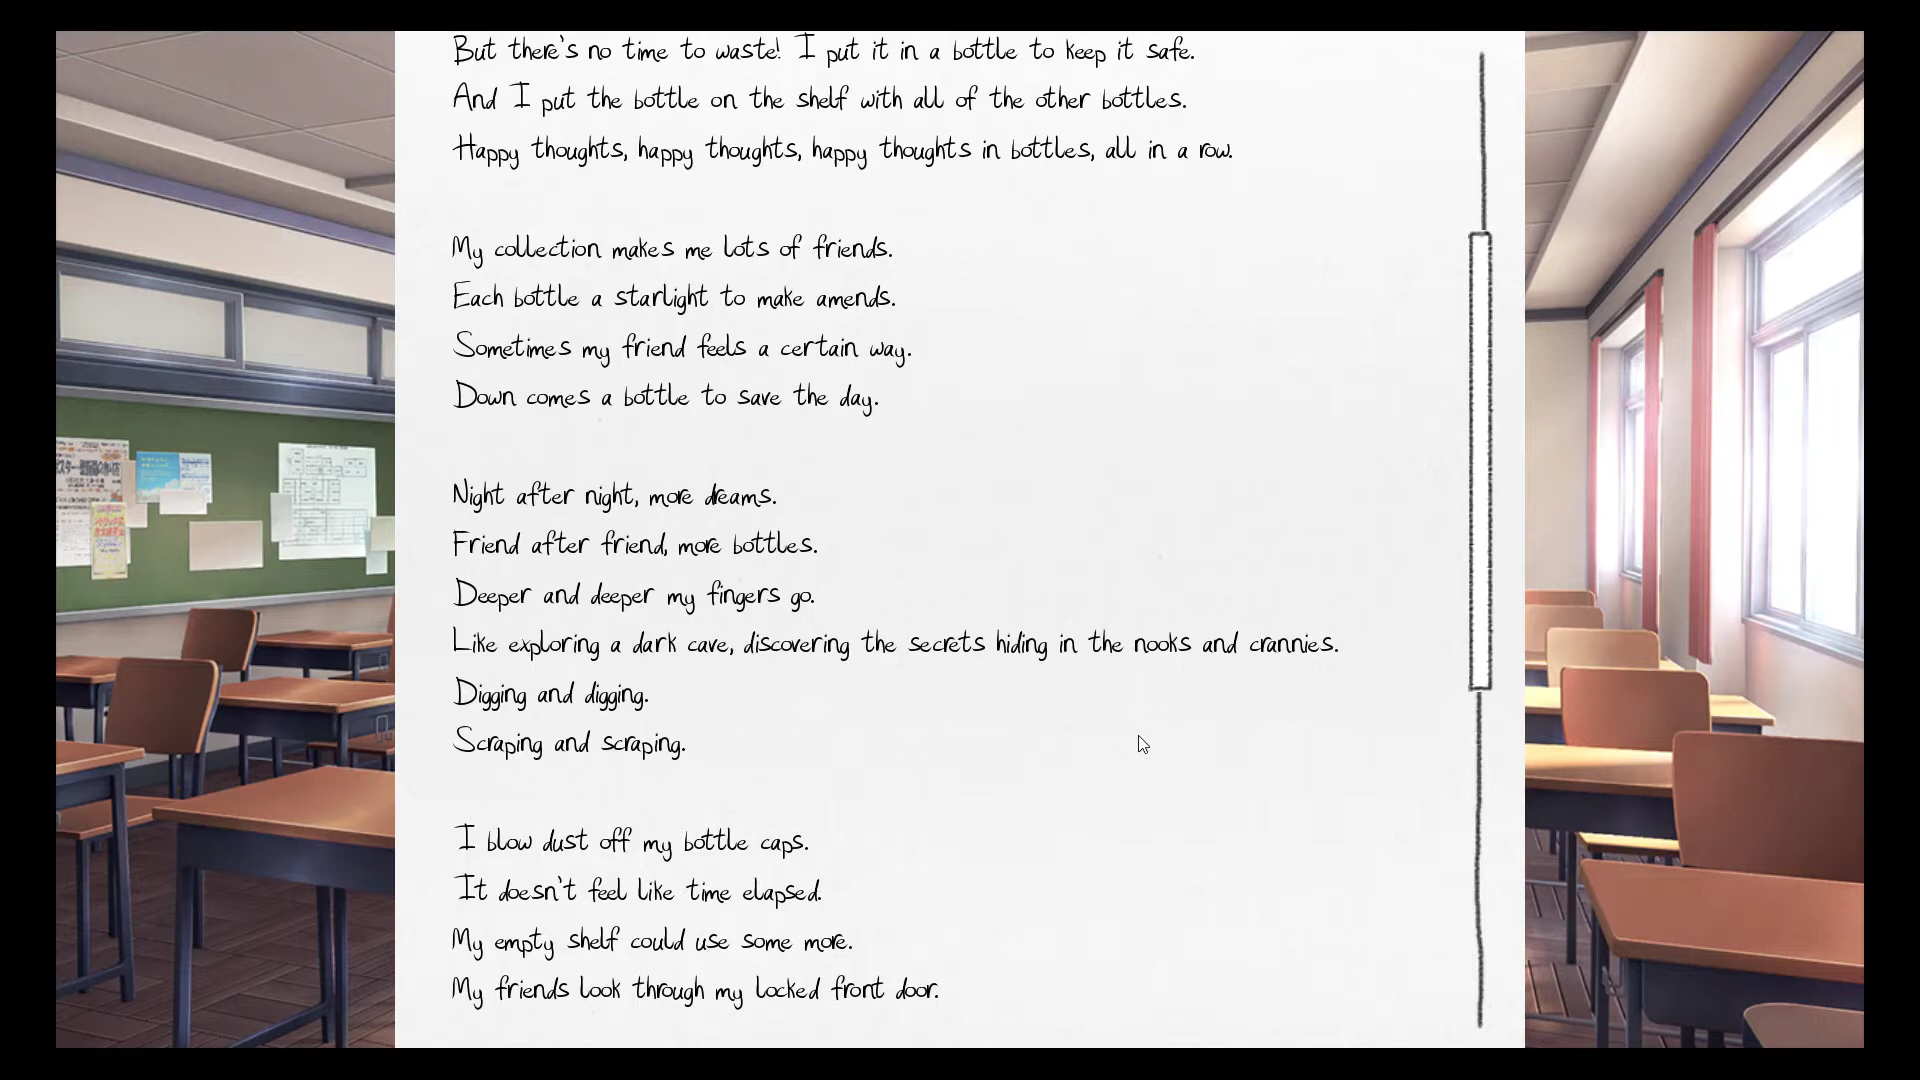 But there's no time to waste! I put it in a bottle to keep it safe.
And I put the bottle on the shelf with all of the other bottles.
Happy thoughts, happy thoughts, happy thoughts in bottles, all in a row.
My collection makes me lots of friends.
Each bottle a starlight to make amends.
Sometimes my friend feels a certain way.
Down comes a bottle to save the day.
Night after night, more dreams.
Friend after friend, more bottles.
Deeper and deeper my fingers go.
Like exploring a dark cave, discovering the secrets hiding in the nooks and crannies.
Digging and digging.
Scraping and scraping.
I blow dust off my bottle caps.
It doesn't feel like time elapsed.
My empty shelf could use some more.
My friends look through my locked front door.